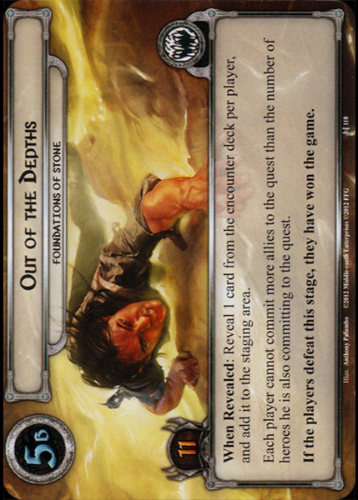 5B
OUT OF THE DEPTHS
FOUNDATIONS OF STONE
11
When Revealed: Reveal 1 card from the encounter deck per player,
and add it to the staging area.
Each player cannot commit more allies to the quest than the number of
heroes he is also committing to the quest.
If the players defeat this stage, they have won the game.
Illus. Anthony Palumbo ©2012 Middle-earth Enterprises ©2012 FFG 118